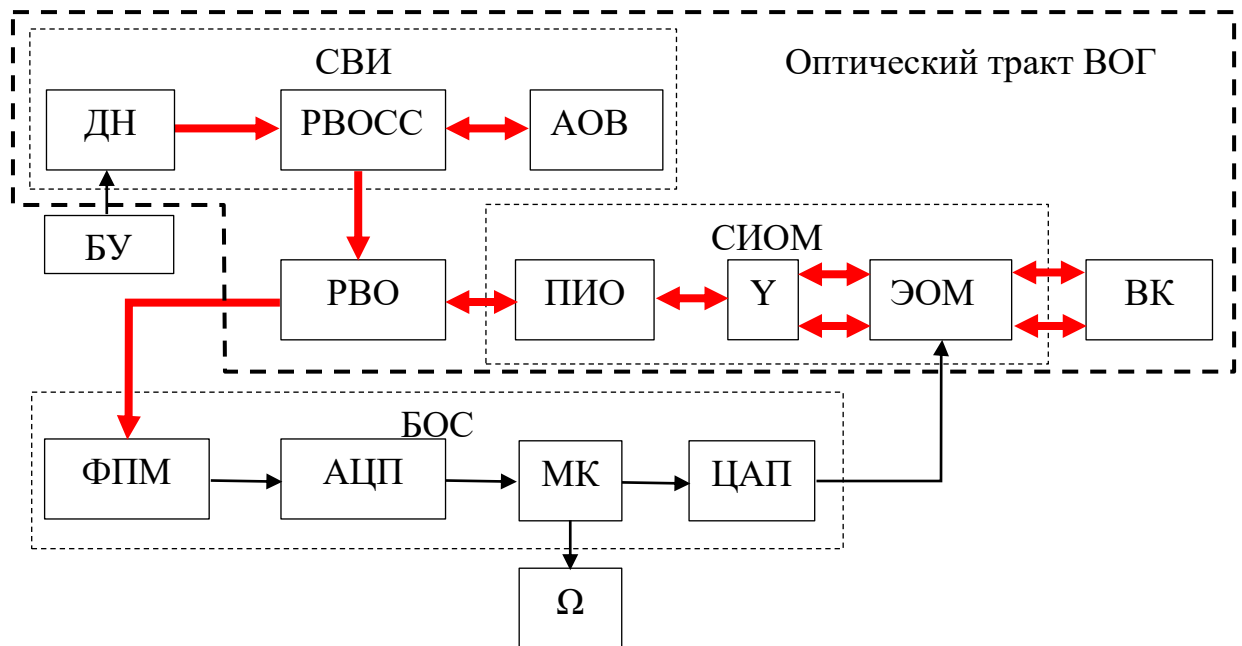 СВИ
Оптический тракт ВОГ
ДН
РВОСС
АОВ
БУ
СИОМ
РВО
ПИО
Y
ЭОМ
ВК
БОС
ФПМ
АЦП
МК
ЦАП
Ω